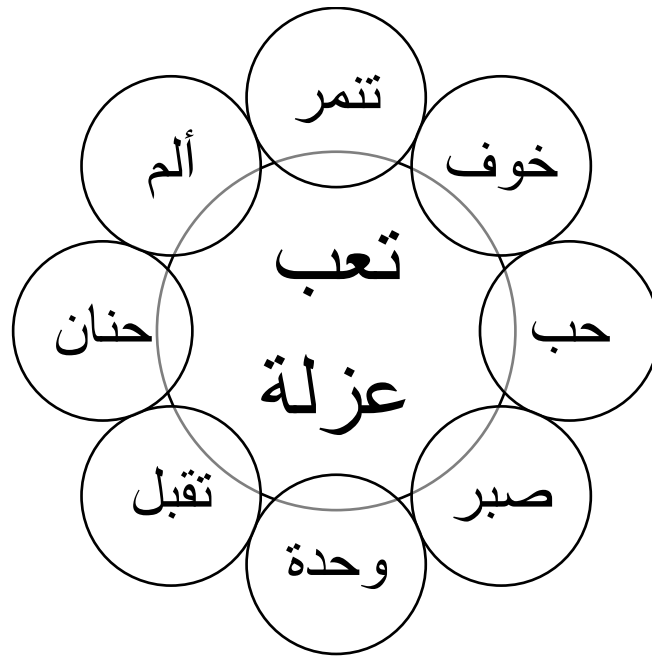 تنمر
خوف
ألم
تعب
حب
حنان
عزلة
صبر
تقبل
وحدة